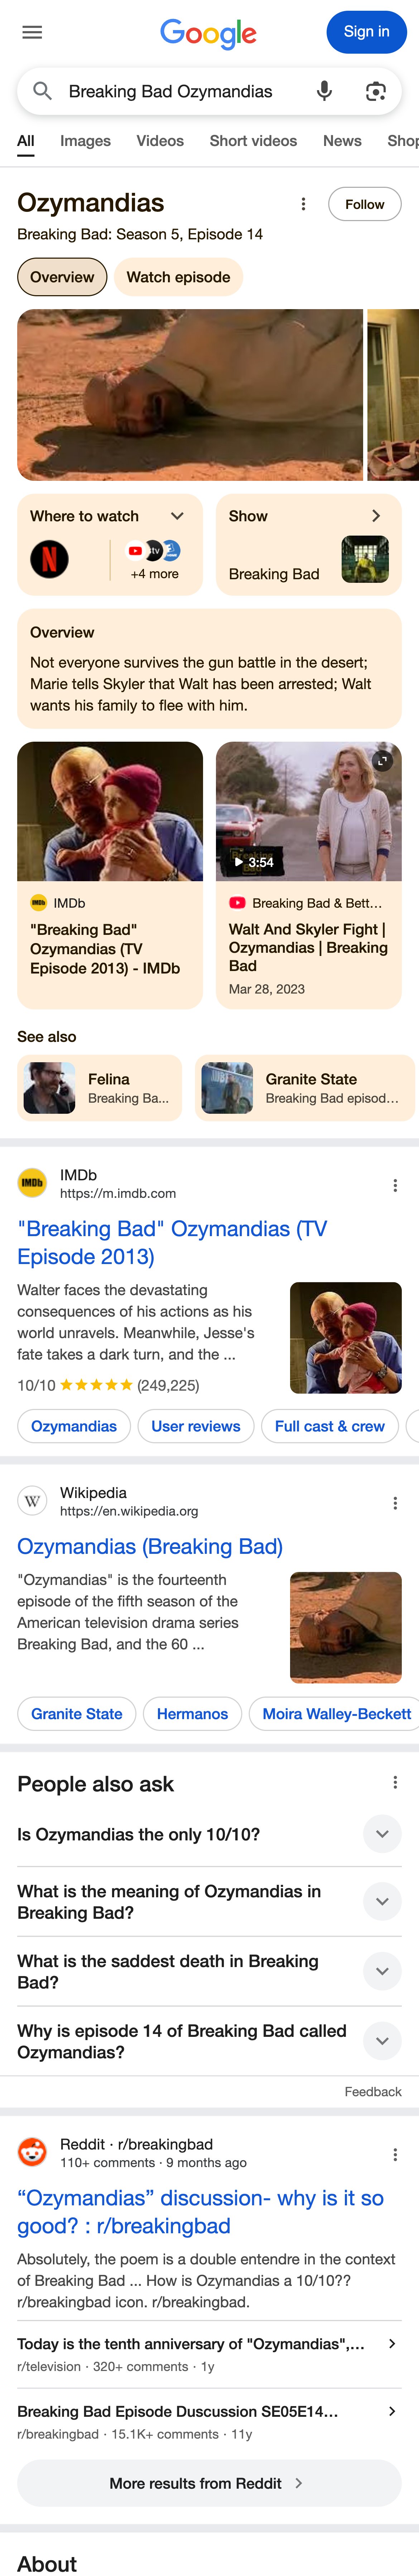 Google
Sign in
Breaking Bad Ozymandias
All Images Videos Short videos News Shop
Ozymandias
Follow
Breaking Bad: Season 5, Episode 14
Overview
Watch episode
Where to watch
N
tv
+4 more
Show
Breaking Bad
Overview
Not everyone survives the gun battle in the desert;
Marie tells Skyler that Walt has been arrested; Walt
wants his family to flee with him.
IMDb IMDb
"Breaking Bad"
Ozymandias (TV
Episode 2013) - IMDb
3:54
Breaking Bad & Bett...
Walt And Skyler Fight |
Ozymandias | Breaking
Bad
Mar 28, 2023
See also
Felina
Breaking Ba...
Granite State
Breaking Bad episod...
IMDb
IMDb
https://m.imdb.com
"Breaking Bad" Ozymandias (TV
Episode 2013)
Walter faces the devastating
consequences of his actions as his
world unravels. Meanwhile, Jesse's
fate takes a dark turn, and the ...
10/10 ★★★★★ (249,225)
Ozymandias
User reviews
Full cast & crew
W
Wikipedia
https://en.wikipedia.org
Ozymandias (Breaking Bad)
"Ozymandias" is the fourteenth
episode of the fifth season of the
American television drama series
Breaking Bad, and the 60 ...
Granite State
Hermanos
Moira Walley-Beckett
People also ask
Is Ozymandias the only 10/10?
What is the meaning of Ozymandias in
Breaking Bad?
What is the saddest death in Breaking
Bad?
Why is episode 14 of Breaking Bad called
Ozymandias?
Feedback
Reddit · r/breakingbad
110+ comments · 9 months ago
“Ozymandias” discussion- why is it so
good? : r/breakingbad
Absolutely, the poem is a double entendre in the context
of Breaking Bad ... How is Ozymandias a 10/10??
r/breakingbad icon. r/breakingbad.
Today is the tenth anniversary of "Ozymandias",...
r/television · 320+ comments · 1y
Breaking Bad Episode Duscussion SE05E14...
r/breakingbad · 15.1K+ comments · 11y
More results from Reddit
About